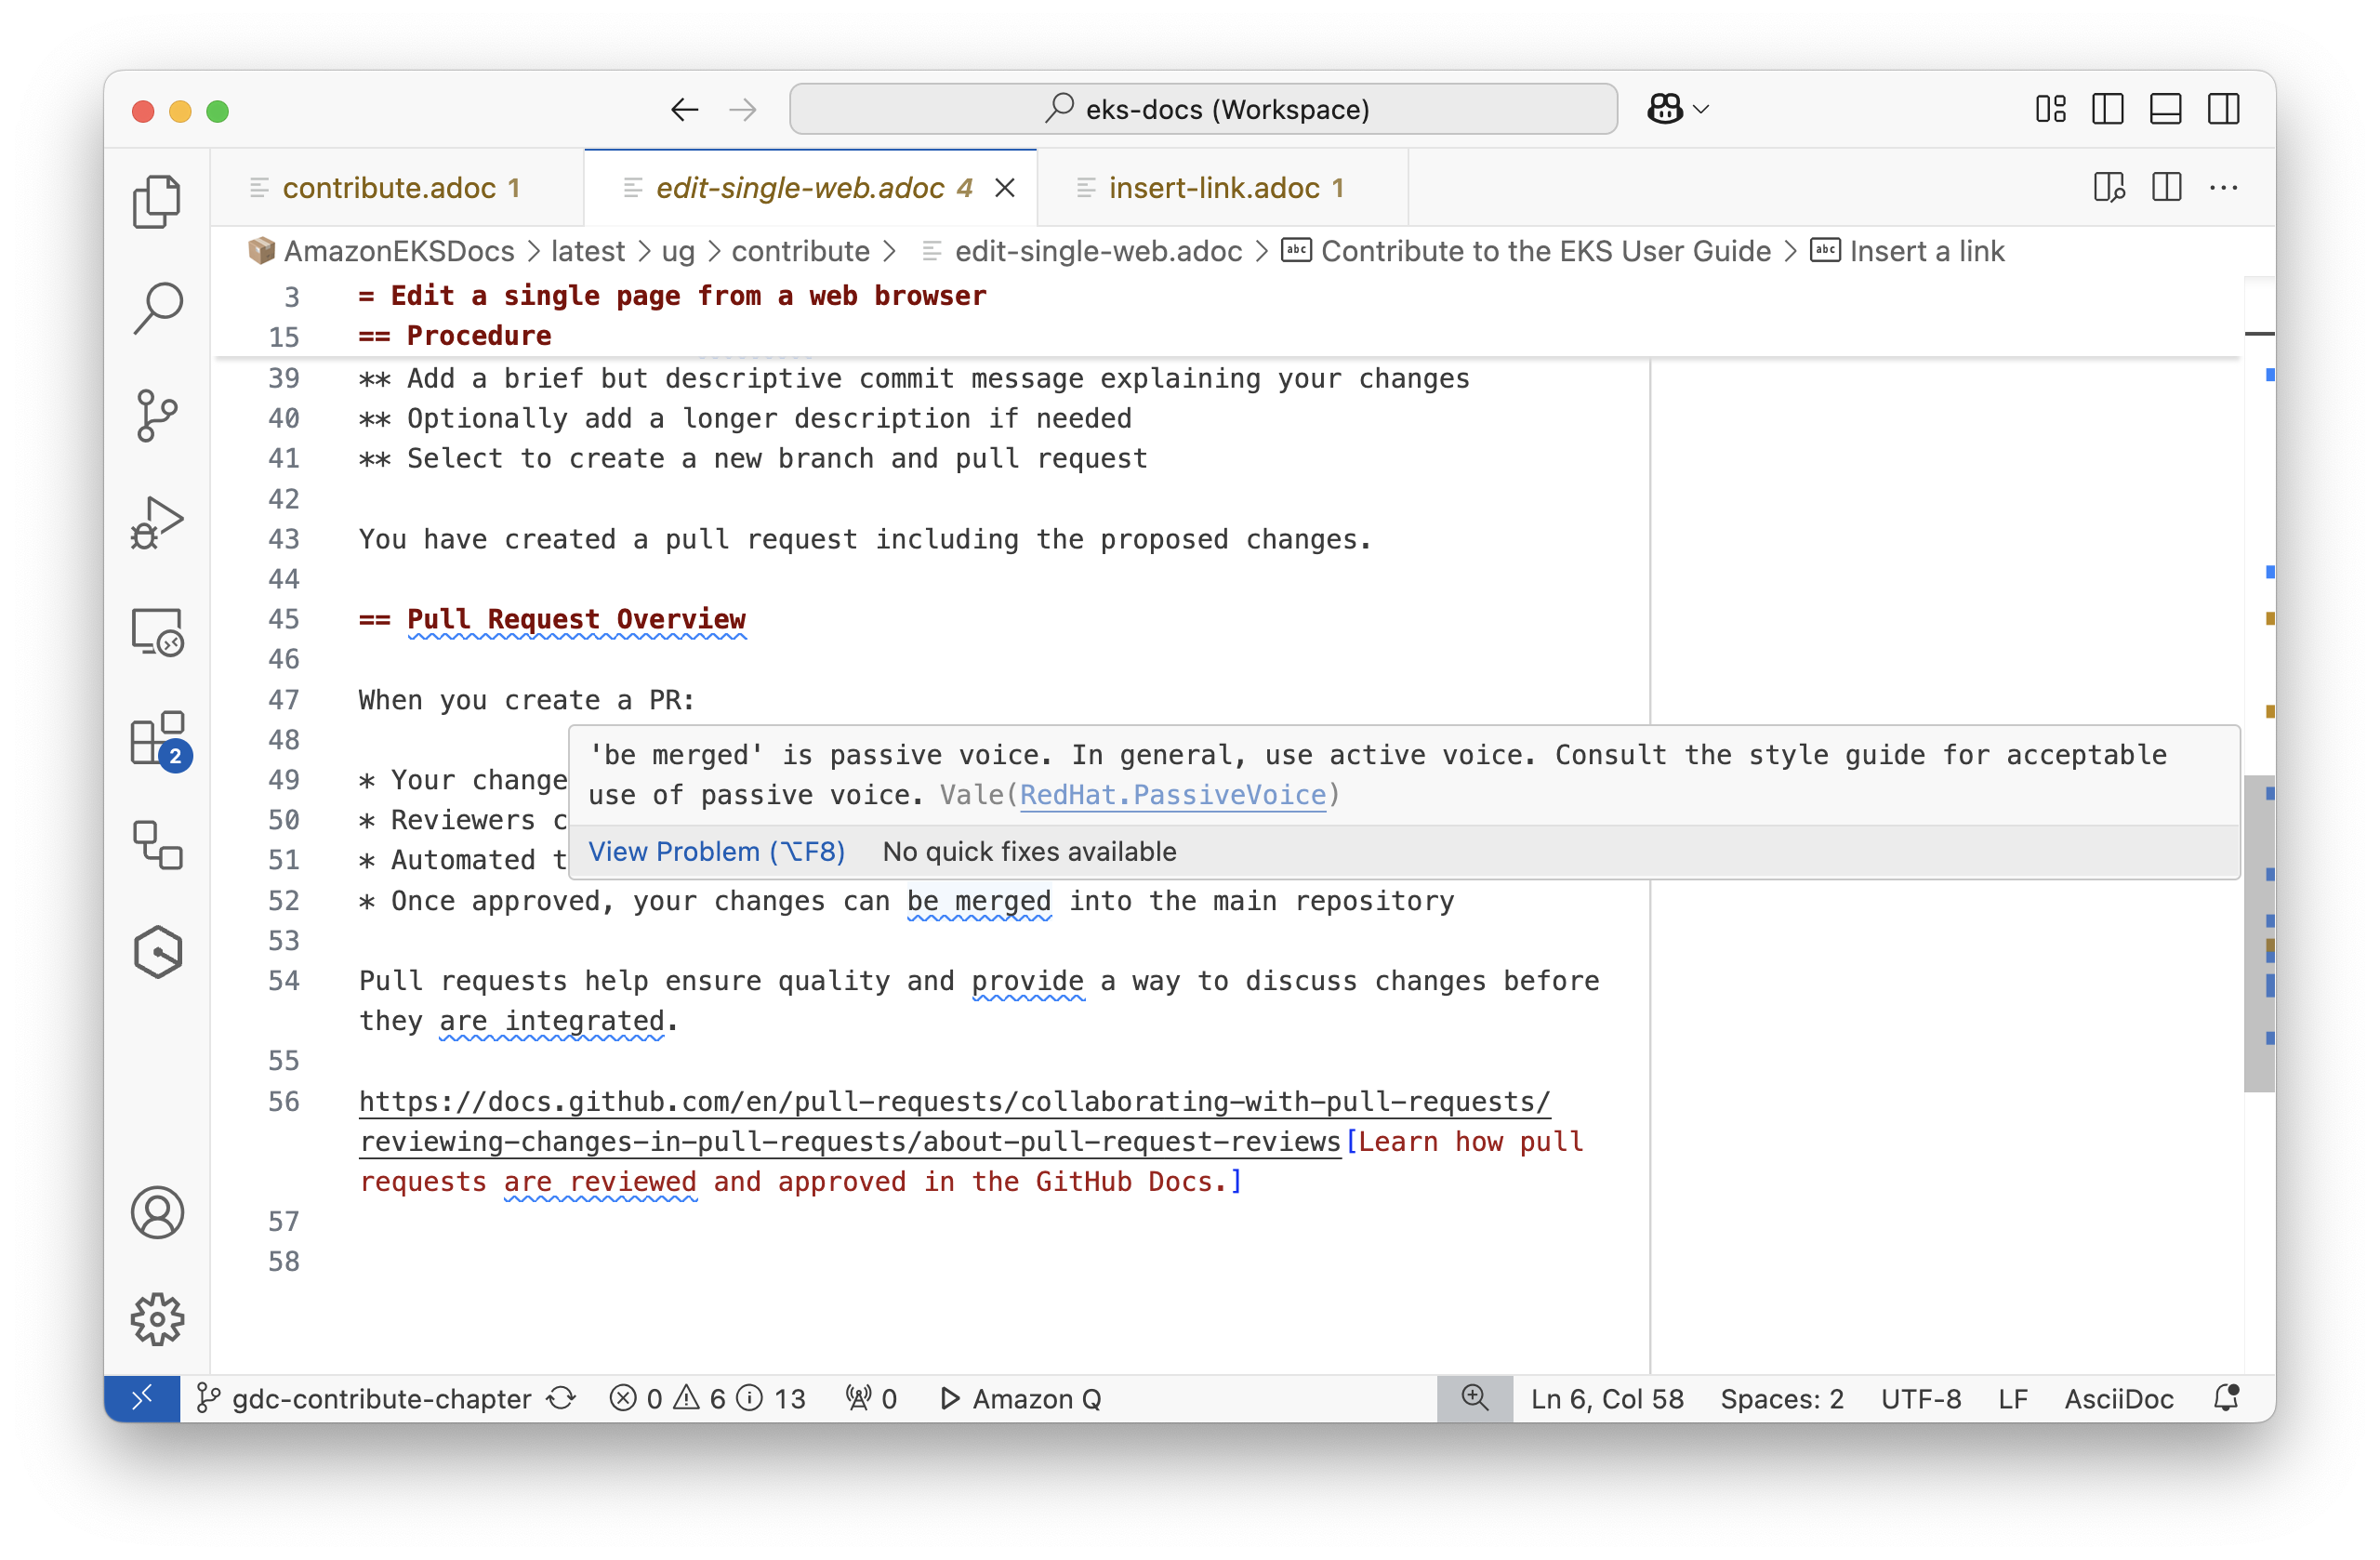 eks-docs (Workspace)
contribute.adoc 1
edit-single-web.adoc 4
insert-link.adoc 1
AmazonEKSDocs > latest > ug > contribute > edit-single-web.adoc > abc Contribute to the EKS User Guide > abc Insert a link
3 = Edit a single page from a web browser
15 == Procedure
39 ** Add a brief but descriptive commit message explaining your changes
40 ** Optionally add a longer description if needed
41 ** Select to create a new branch and pull request
42
43 You have created a pull request including the proposed changes.
44
45 == Pull Request Overview
46
47 When you create a PR:
48
'be merged' is passive voice. In general, use active voice. Consult the style guide for acceptable
use of passive voice. Vale(RedHat.PassiveVoice)
View Problem (⌥F8) No quick fixes available
49 * Your change
50 * Reviewers c
51 * Automated t
52 * Once approved, your changes can be merged into the main repository
53
54 Pull requests help ensure quality and provide a way to discuss changes before
they are integrated.
55
56 https://docs.github.com/en/pull-requests/collaborating-with-pull-requests/
reviewing-changes-in-pull-requests/about-pull-request-reviews[Learn how pull
requests are reviewed and approved in the GitHub Docs.]
57
58
2
gdc-contribute-chapter 0 6 13 0 Amazon Q Ln 6, Col 58 Spaces: 2 UTF-8 LF AsciiDoc